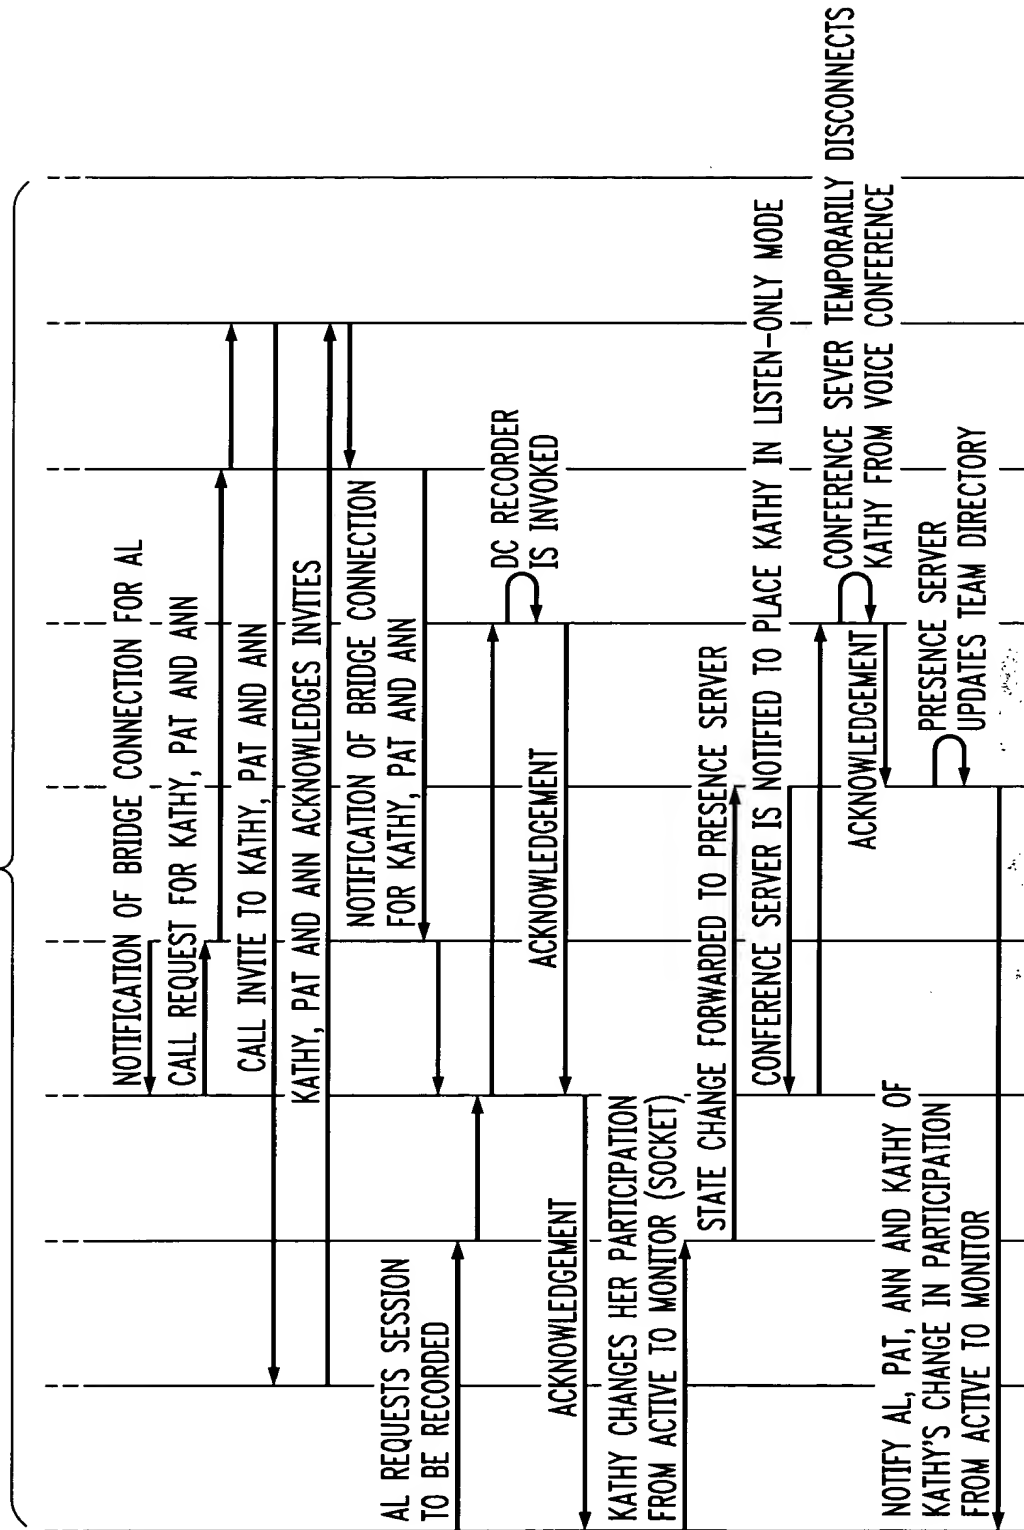 NOTIFICATION OF BRIDGE CONNECTION FOR AL
CALL REQUEST FOR KATHY, PAT AND ANN
CALL INVITE TO KATHY, PAT AND ANN
KATHY, PAT AND ANN ACKNOWLEDGES INVITES
NOTIFICATION OF BRIDGE CONNECTION
FOR KATHY, PAT AND ANN
AL REQUESTS SESSION
TO BE RECORDED
DC RECORDER
IS INVOKED
ACKNOWLEDGEMENT
ACKNOWLEDGEMENT
KATHY CHANGES HER PARTICIPATION
FROM ACTIVE TO MONITOR (SOCKET)
STATE CHANGE FORWARDED TO PRESENCE SERVER
CONFERENCE SERVER IS NOTIFIED TO PLACE KATHY IN LISTEN-ONLY MODE
CONFERENCE SEVER TEMPORARILY DISCONNECTS
KATHY FROM VOICE CONFERENCE
ACKNOWLEDGEMENT
PRESENCE SERVER
UPDATES TEAM DIRECTORY
NOTIFY AL, PAT, ANN AND KATHY OF
KATHY'S CHANGE IN PARTICIPATION
FROM ACTIVE TO MONITOR